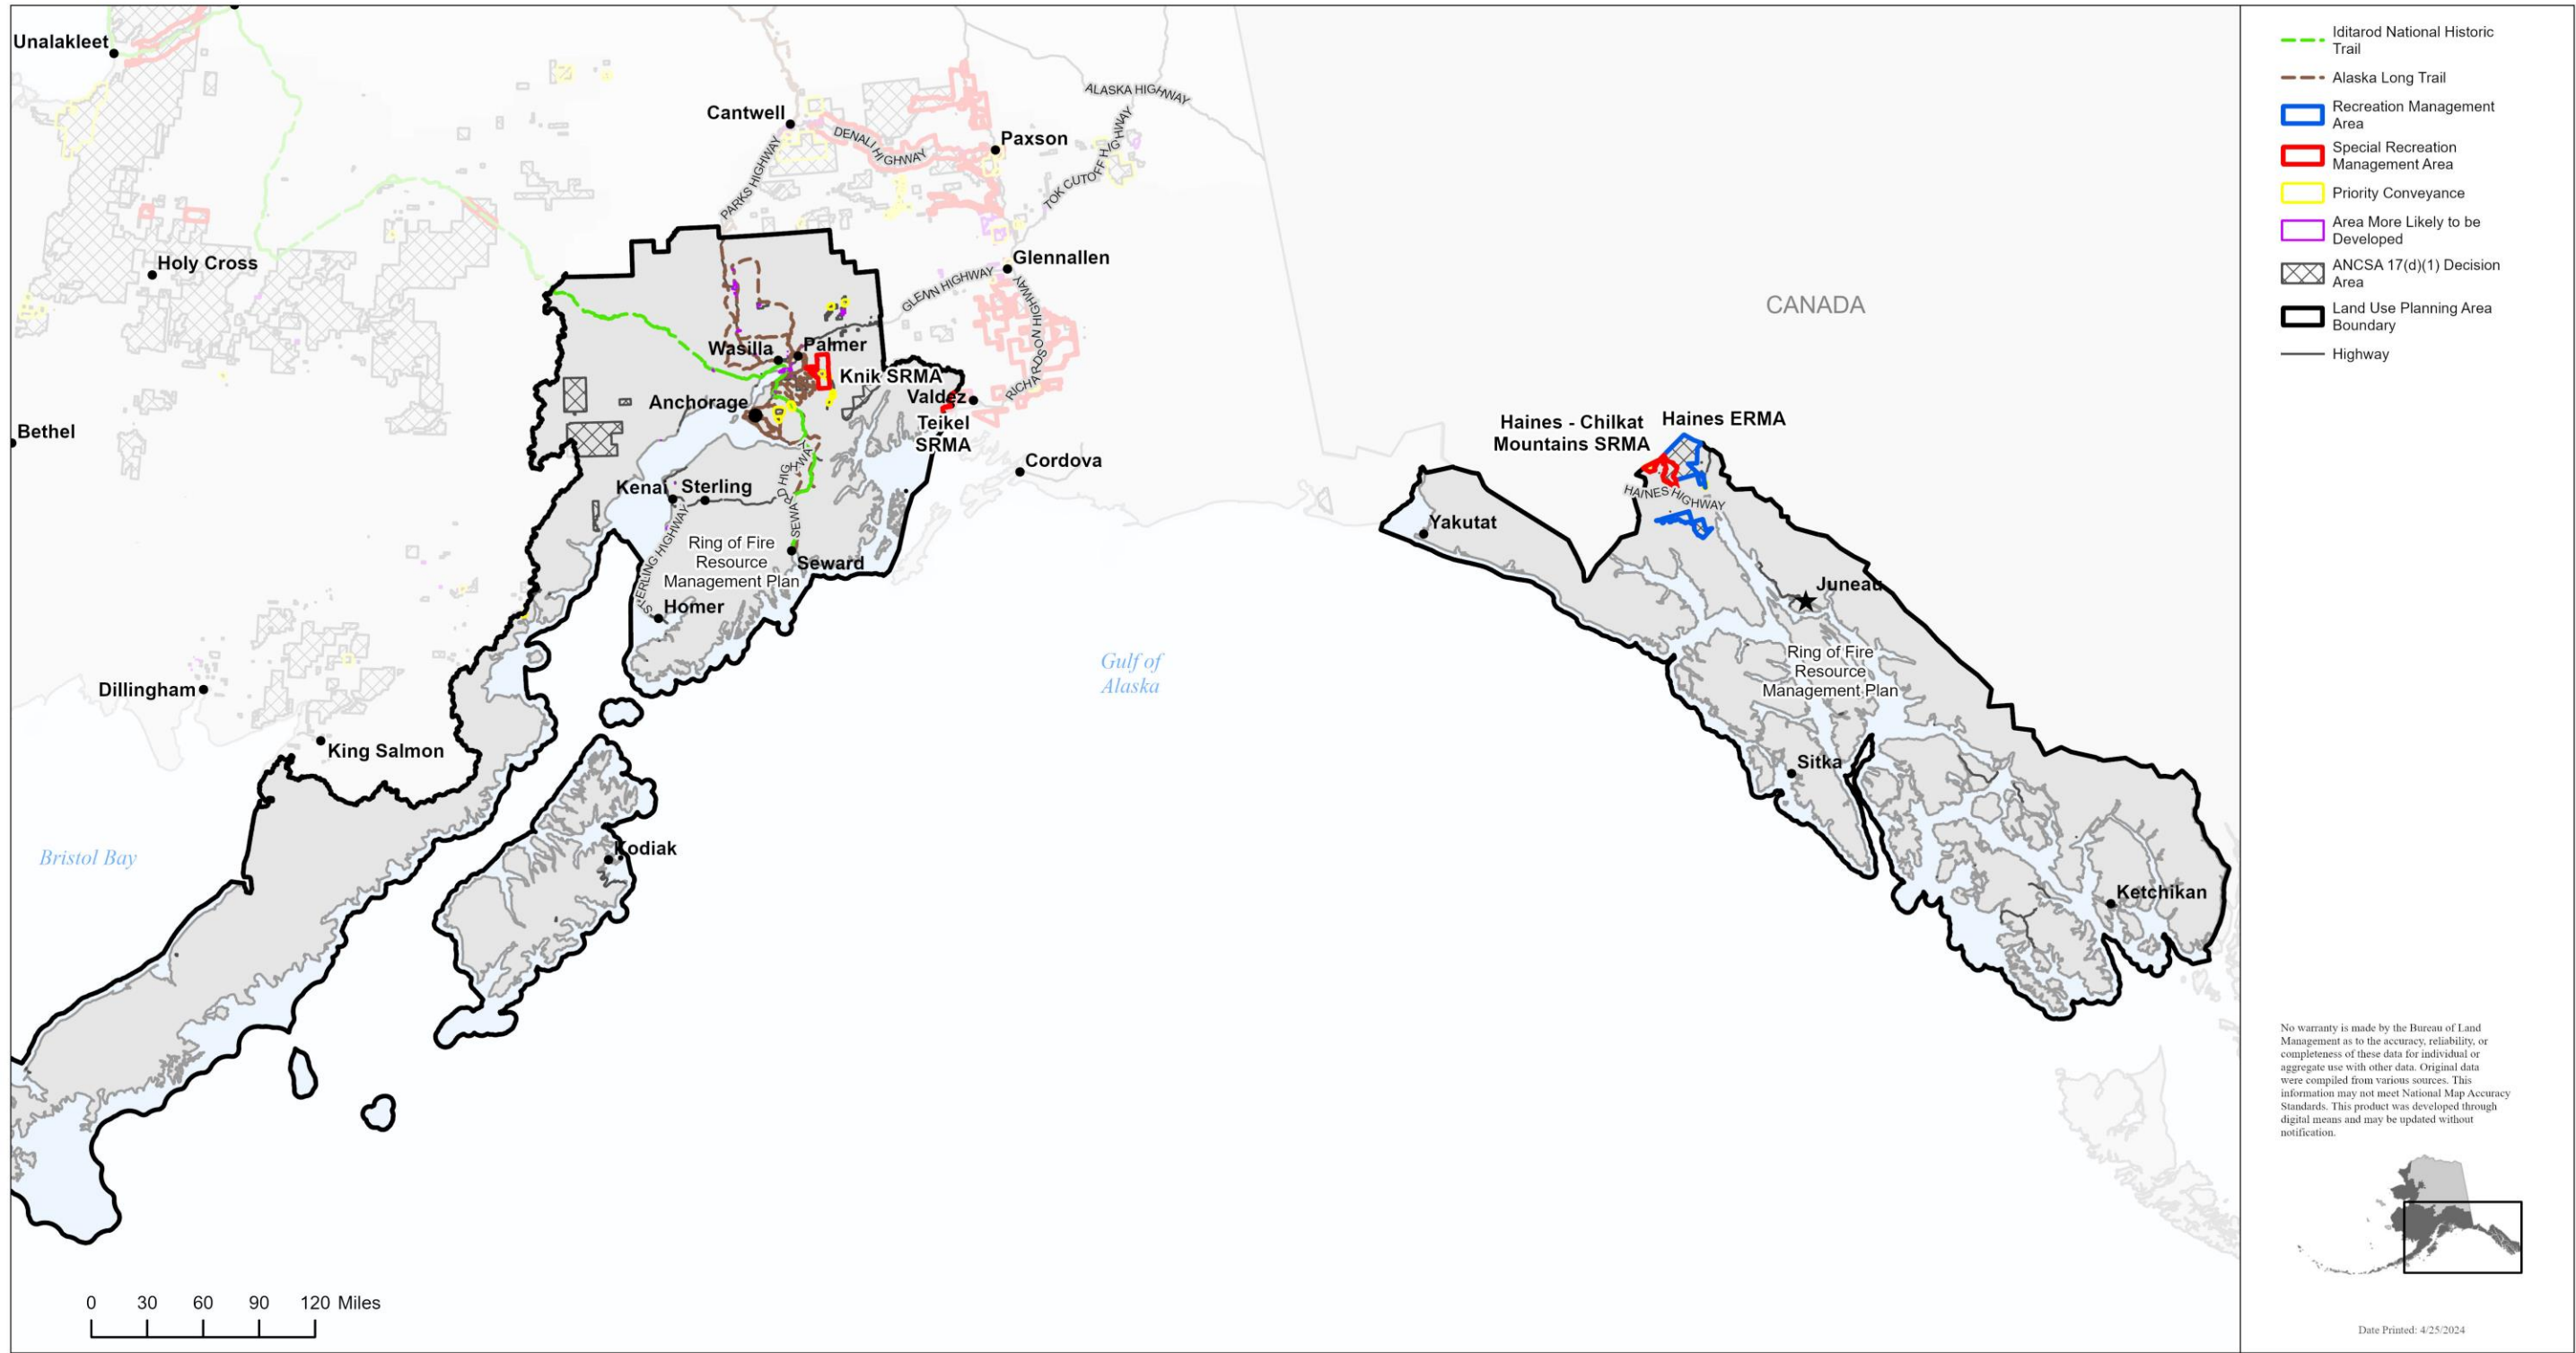 Unalakleet
Cantwell
ALASKA HIGHWAY
DENALI HIGHWAY
Paxson
PARKS HIGHWAY
TOK CUTOFF HIGHWAY
Holy Cross
Glennallen
GLENN HIGHWAY
RICHARDSON HIGHWAY
CANADA
Wasilla
Palmer
Knik SRMA
Anchorage
Valdez
Teikel
SRMA
Bethel
Cordova
Haines - Chilkat
Mountains SRMA
Haines ERMA
HAINES HIGHWAY
Kenai
Sterling
SEWARD HIGHWAY
STERLING HIGHWAY
Yakutat
Ring of Fire
Resource
Management Plan
Seward
Homer
Juneau
Gulf of
Alaska
Ring of Fire
Resource
Management Plan
Dillingham
King Salmon
Sitka
Bristol Bay
Kodiak
Ketchikan
0 30 60 90 120 Miles
Iditarod National Historic
Trail
Alaska Long Trail
Recreation Management
Area
Special Recreation
Management Area
Priority Conveyance
Area More Likely to be
Developed
ANCSA 17(d)(1) Decision
Area
Land Use Planning Area
Boundary
Highway
No warranty is made by the Bureau of Land
Management as to the accuracy, reliability, or
completeness of these data for individual or
aggregate use with other data. Original data
were compiled from various sources. This
information may not meet National Map Accuracy
Standards. This product was developed through
digital means and may be updated without
notification.
Date Printed: 4/25/2024